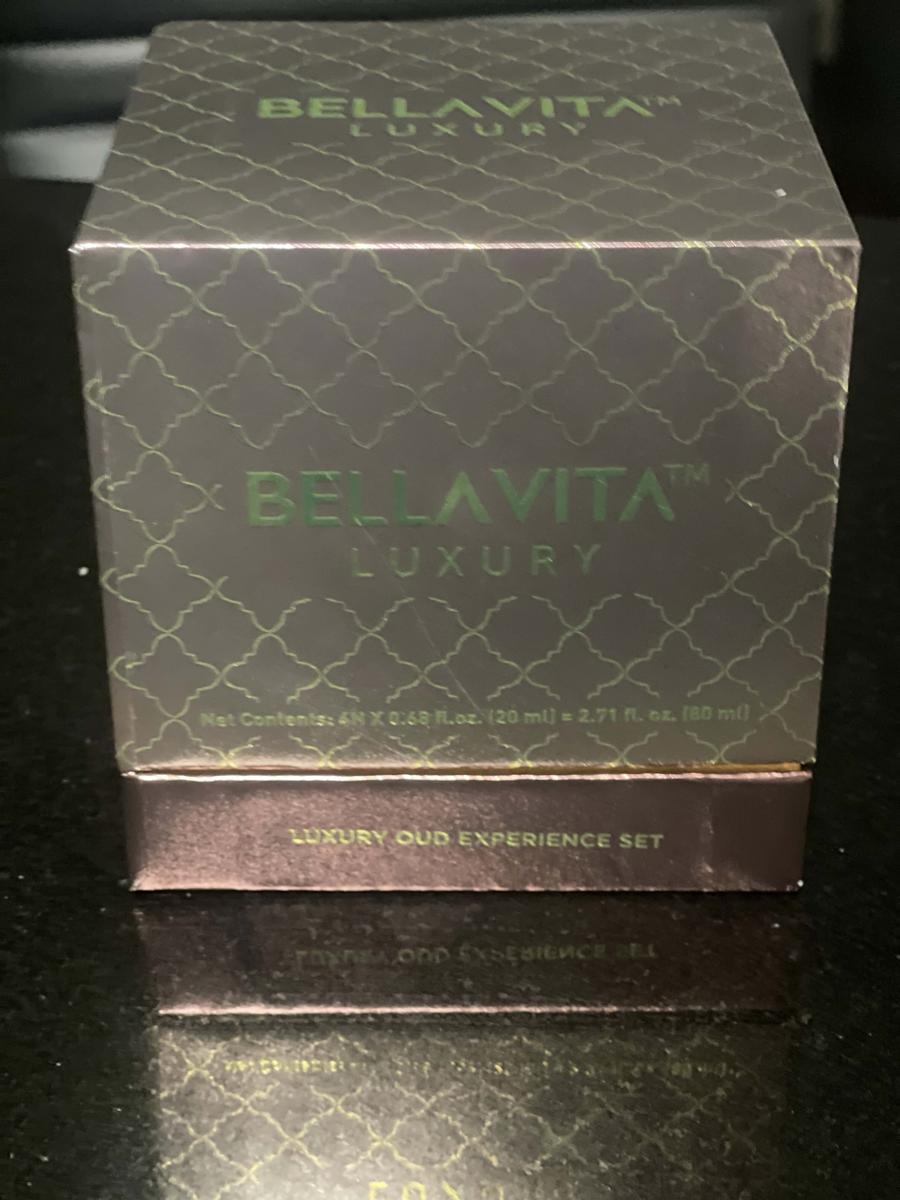 BELLAVITA™
LUXURY
BELLAVITA™
LUXURY
Net Contents: 4N X 0.68 fl.oz. (20 ml) = 2.71 fl. oz. (80 ml)
LUXURY OUD EXPERIENCE SET